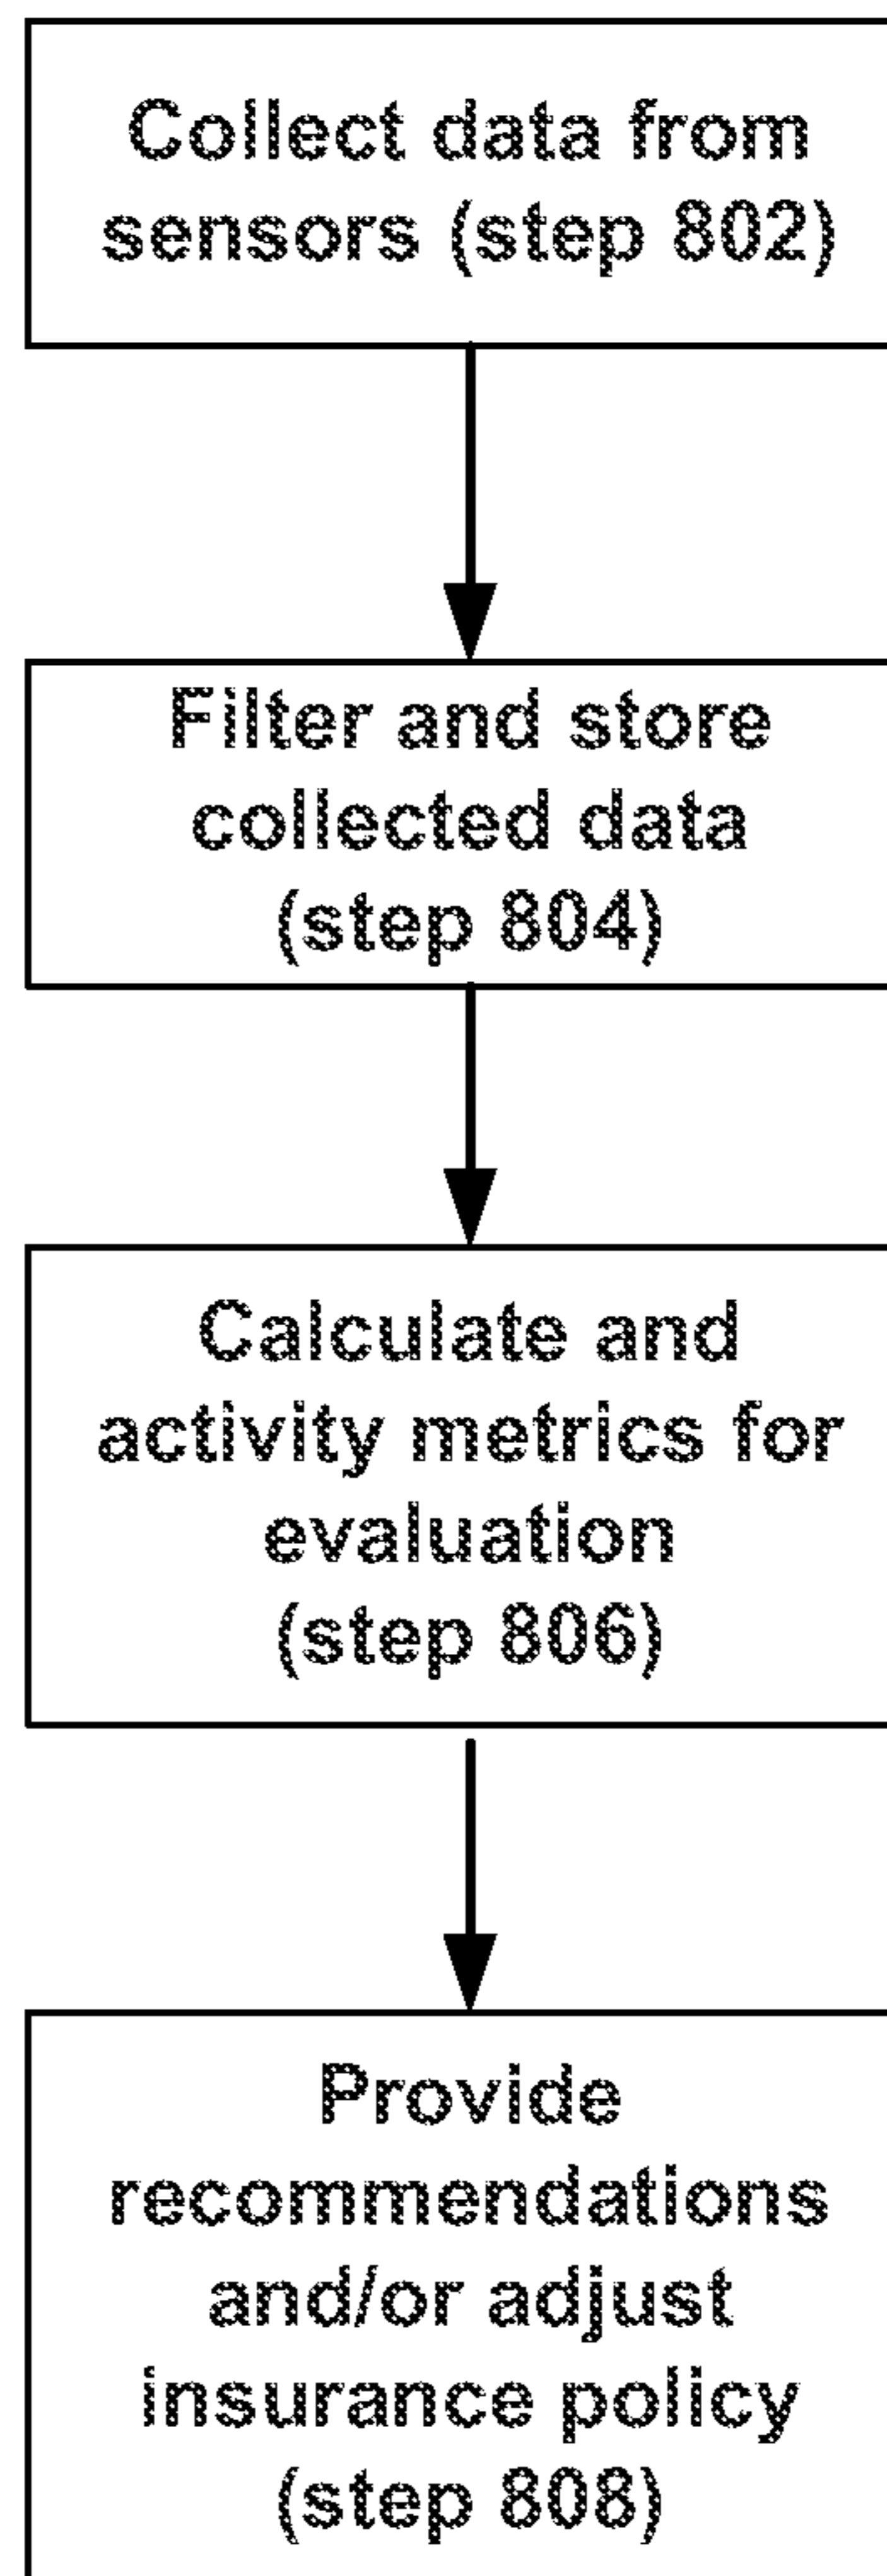 Collect data from
sensors (step 802)
Filter and store
collected data
(step 804)
Calculate and
activity metrics for
evaluation
(step 806)
Provide
recommendations
and/or adjust
insurance policy
(step 808)